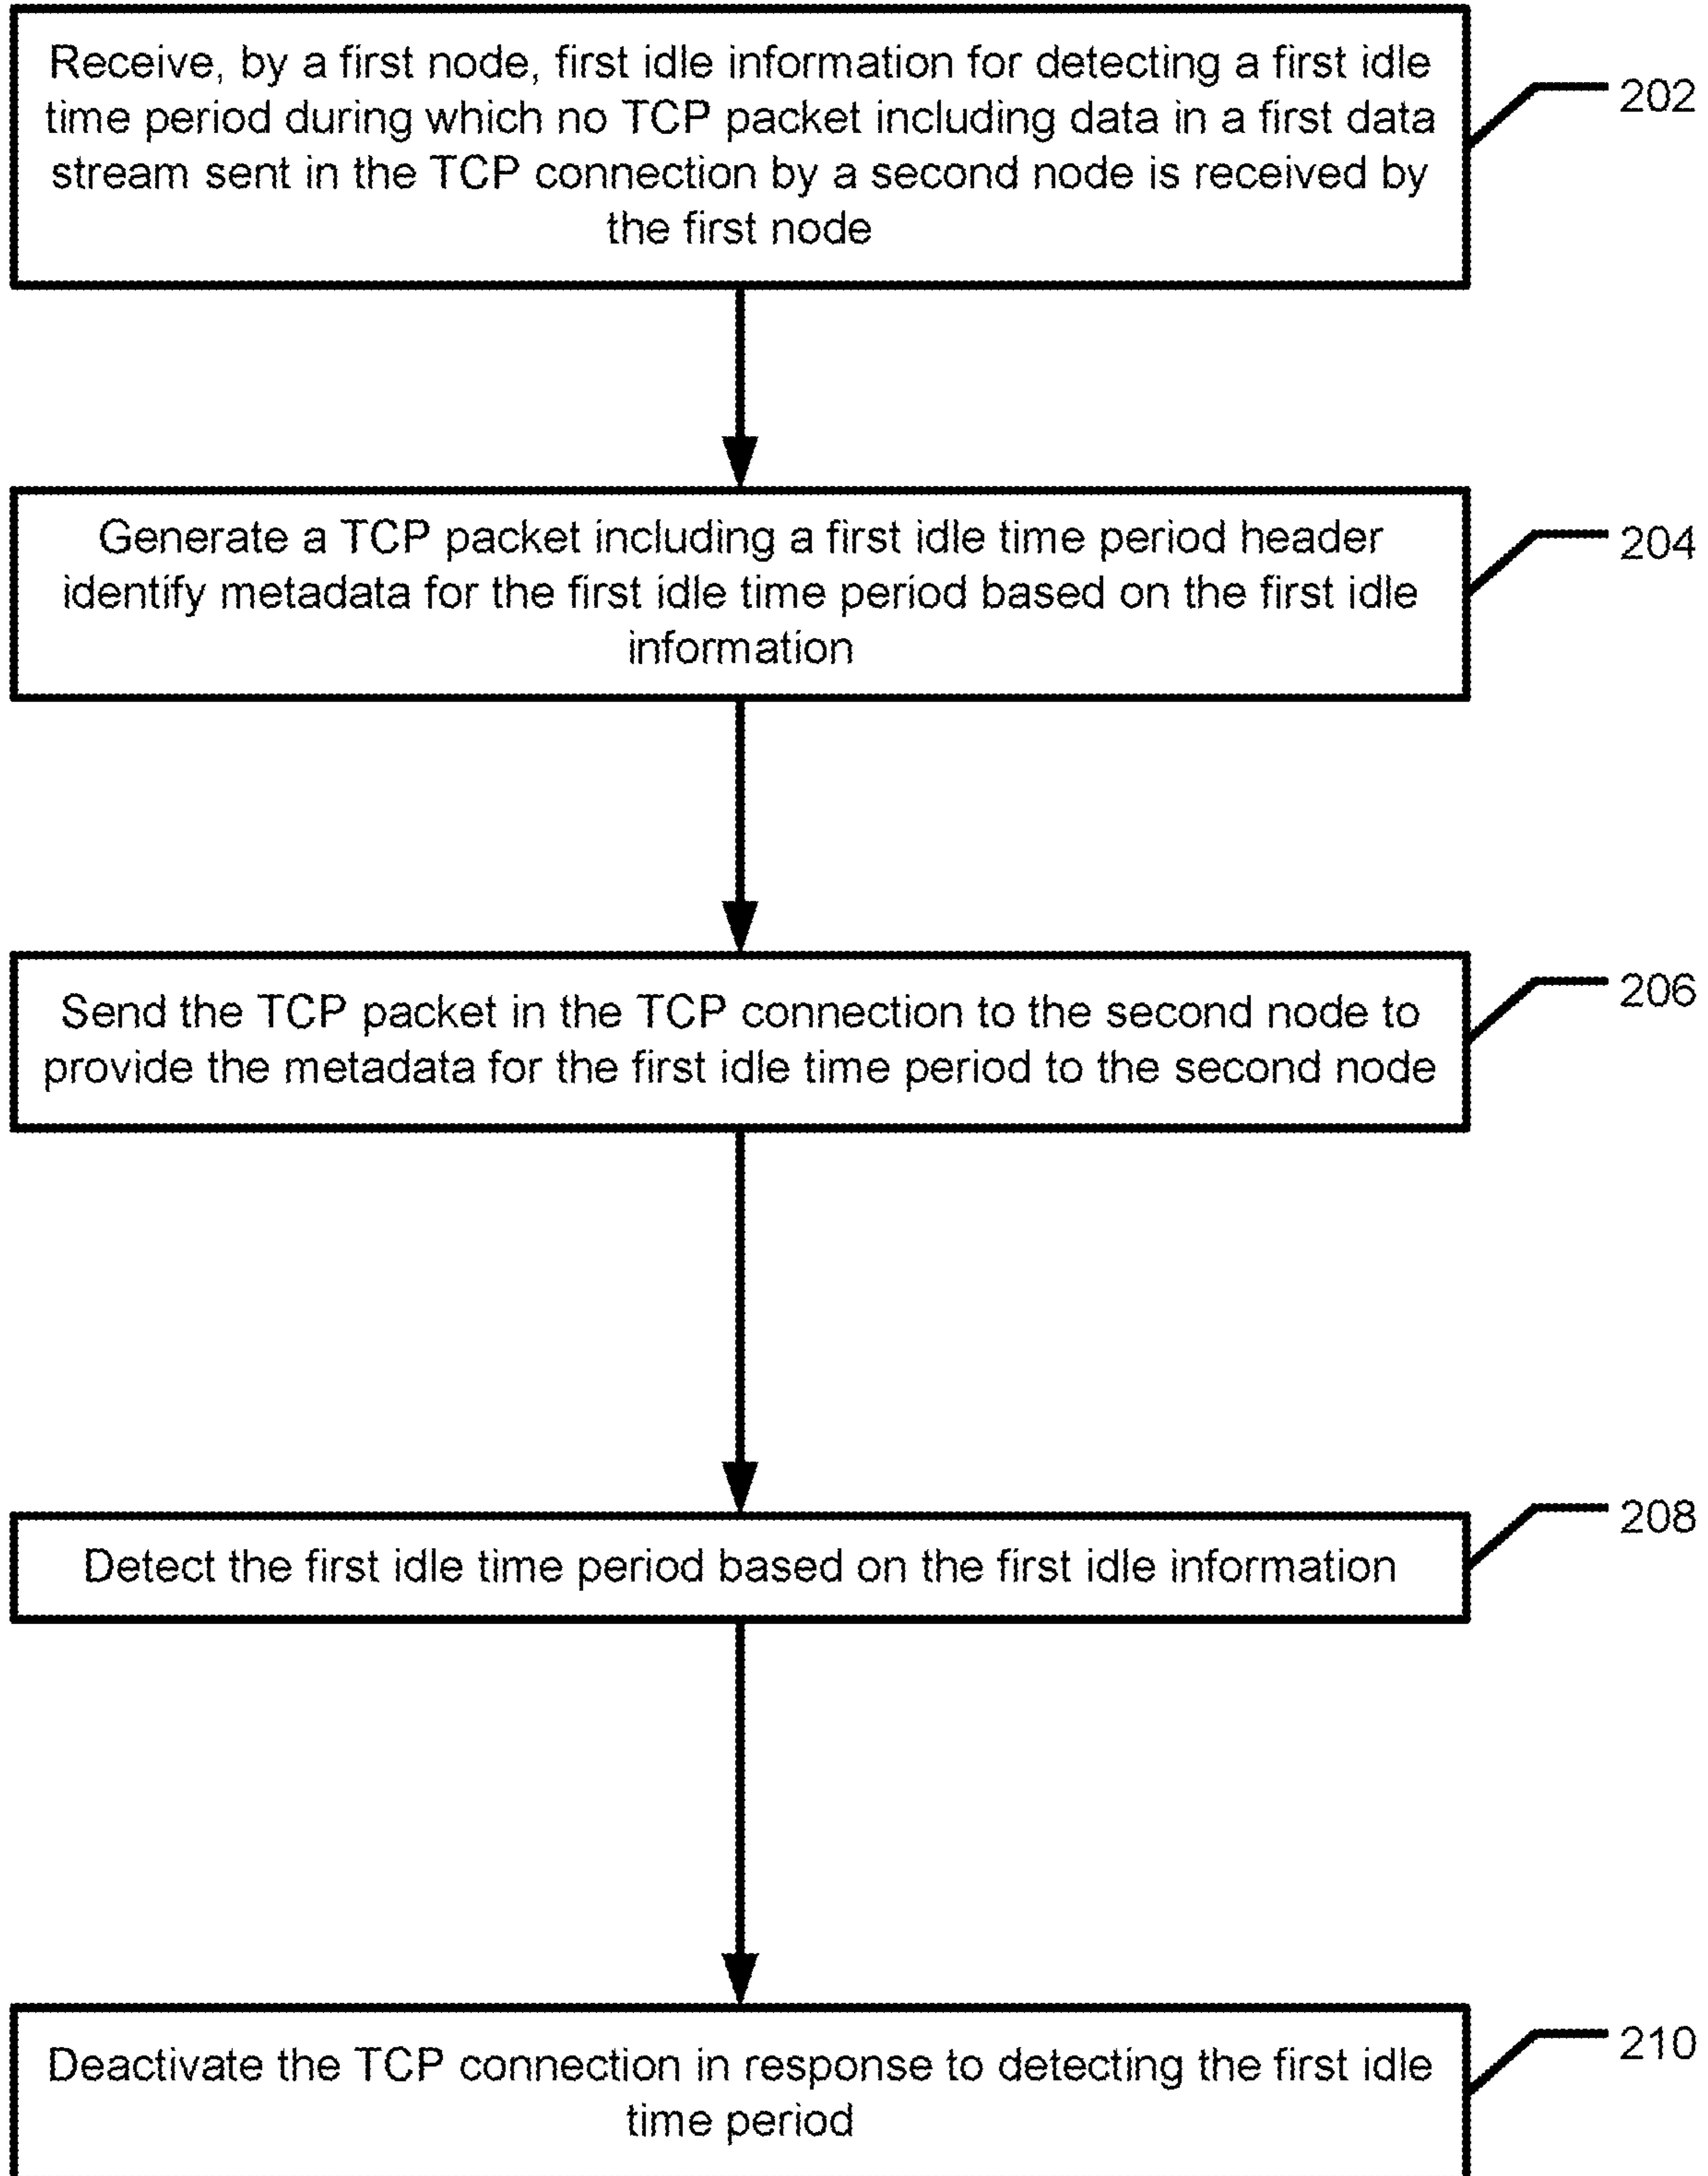 Receive, by a first node, first idle information for detecting a first idle
time period during which no TCP packet including data in a first data
stream sent in the TCP connection by a second node is received by
the first node
202
Generate a TCP packet including a first idle time period header
identify metadata for the first idle time period based on the first idle
information
204
Send the TCP packet in the TCP connection to the second node to
provide the metadata for the first idle time period to the second node
206
Detect the first idle time period based on the first idle information
208
Deactivate the TCP connection in response to detecting the first idle
time period
210